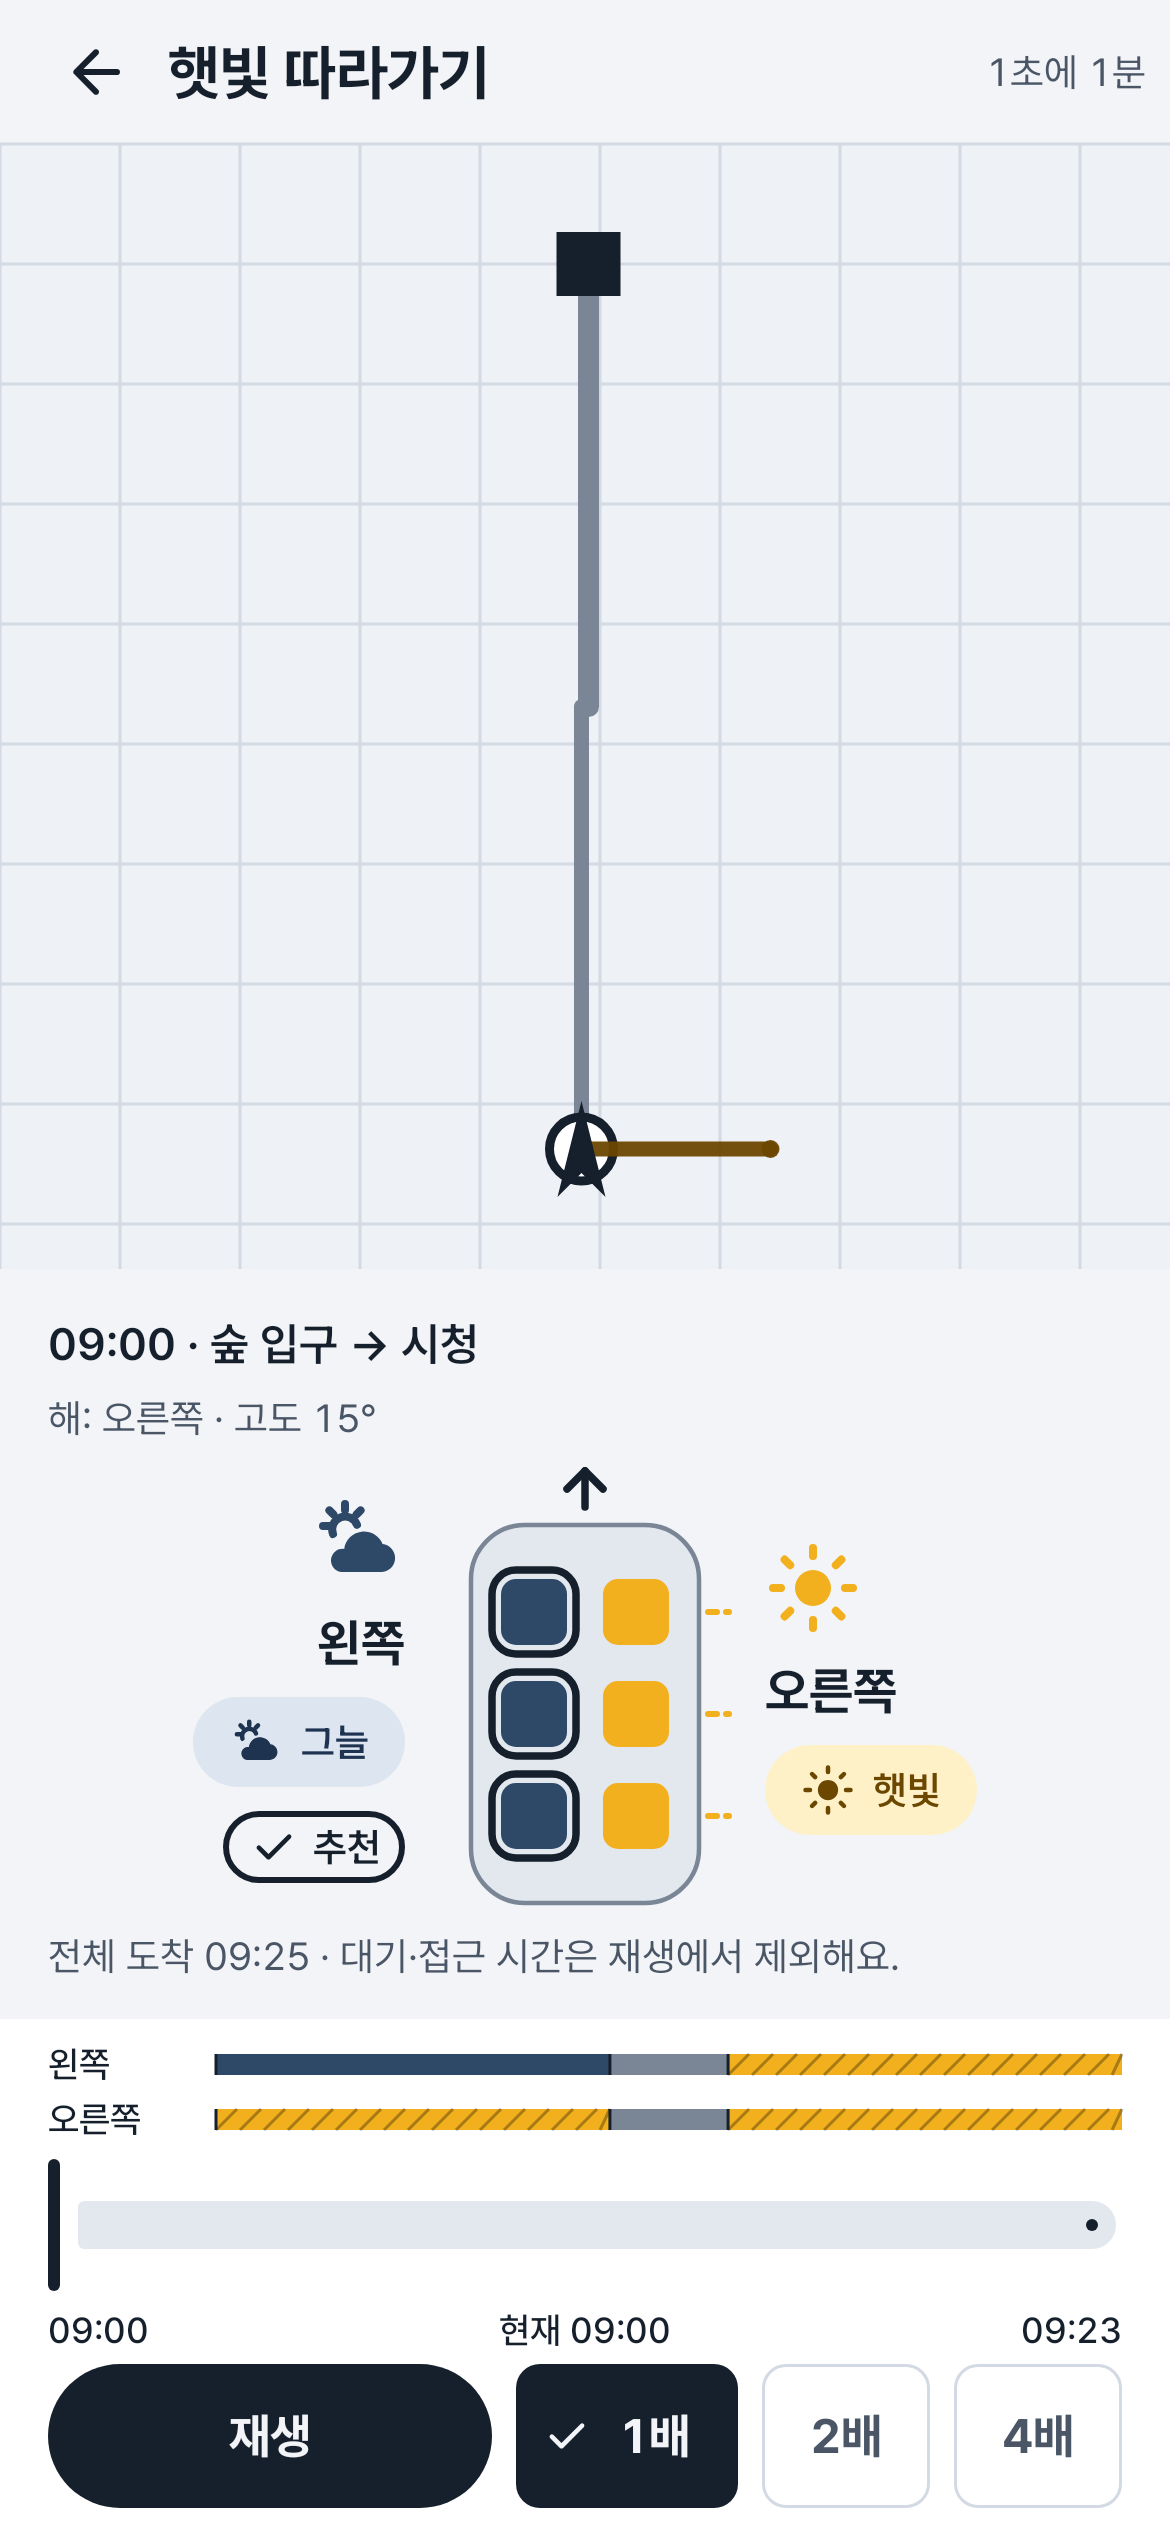 햇빛 따라가기
1초에 1분
09:00 · 숲 입구 → 시청
해: 오른쪽 · 고도 15°
왼쪽
그늘
추천
오른쪽
햇빛
전체 도착 09:25 · 대기·접근 시간은 재생에서 제외해요.
왼쪽
오른쪽
09:00
현재 09:00
09:23
재생
1배
2배
4배